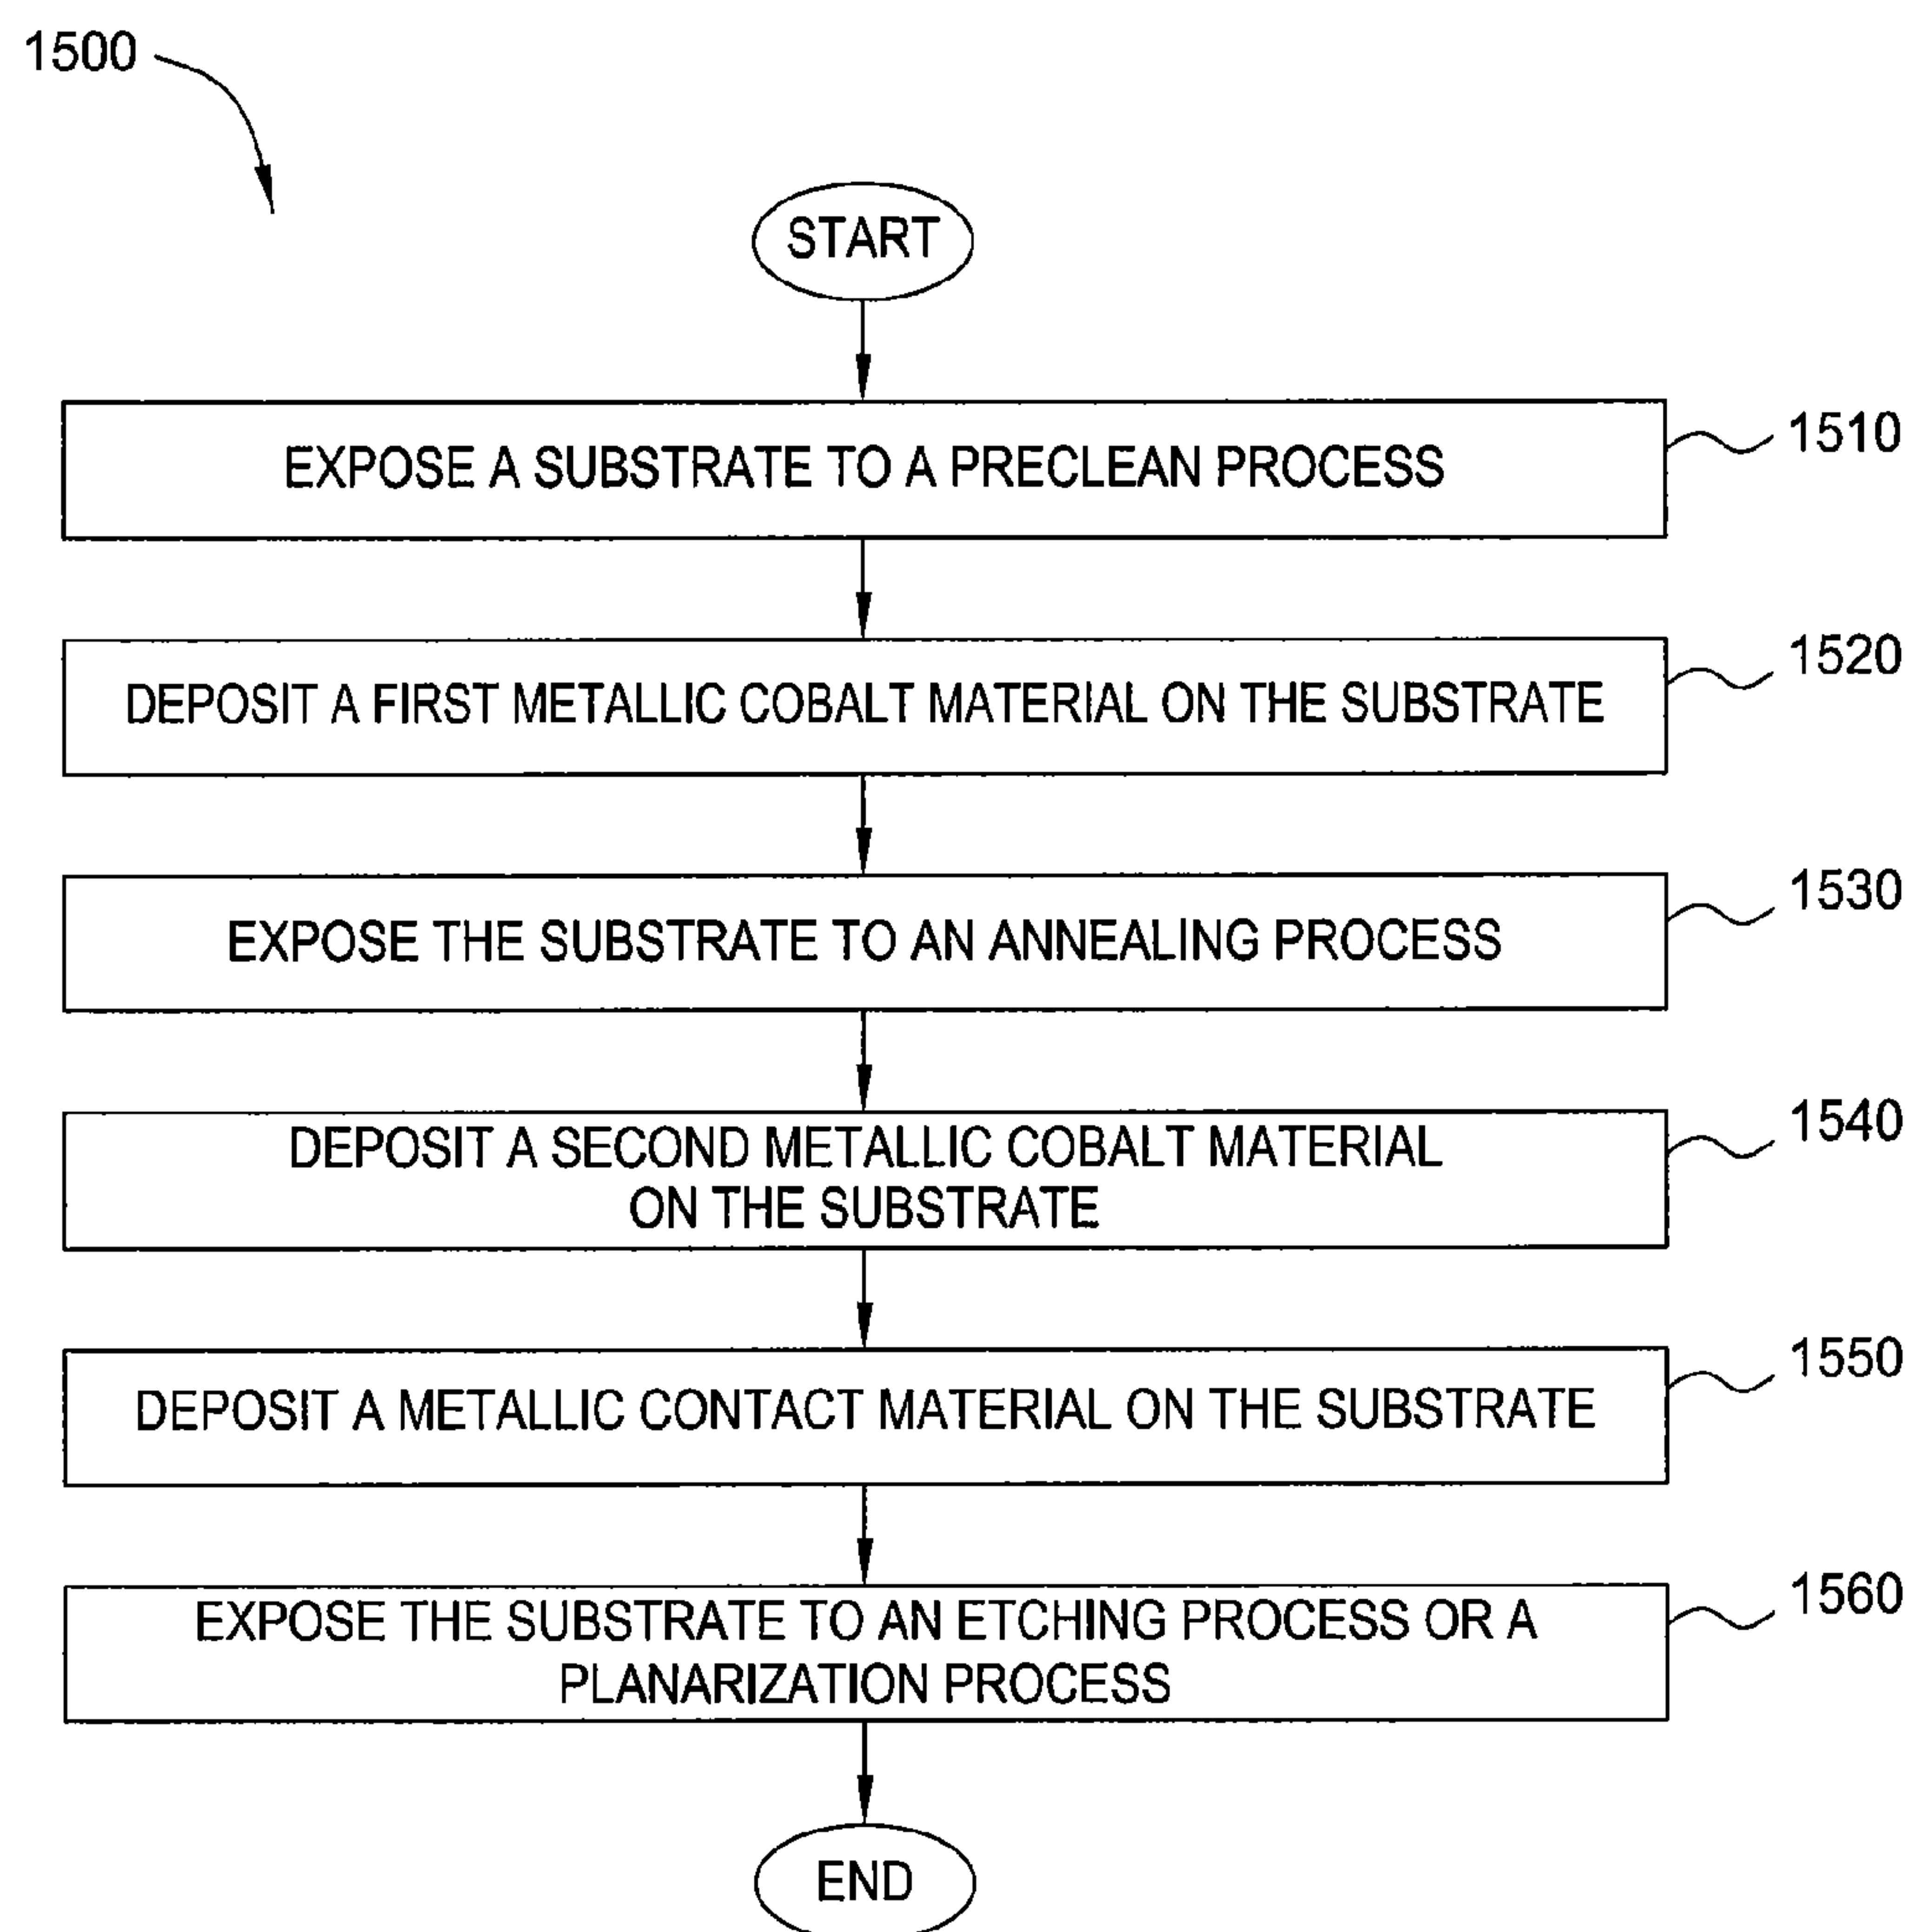 1500
START
EXPOSE A SUBSTRATE TO A PRECLEAN PROCESS
1510
DEPOSIT A FIRST METALLIC COBALT MATERIAL ON THE SUBSTRATE
1520
EXPOSE THE SUBSTRATE TO AN ANNEALING PROCESS
1530
DEPOSIT A SECOND METALLIC COBALT MATERIAL
ON THE SUBSTRATE
1540
DEPOSIT A METALLIC CONTACT MATERIAL ON THE SUBSTRATE
1550
EXPOSE THE SUBSTRATE TO AN ETCHING PROCESS OR A
PLANARIZATION PROCESS
1560
END